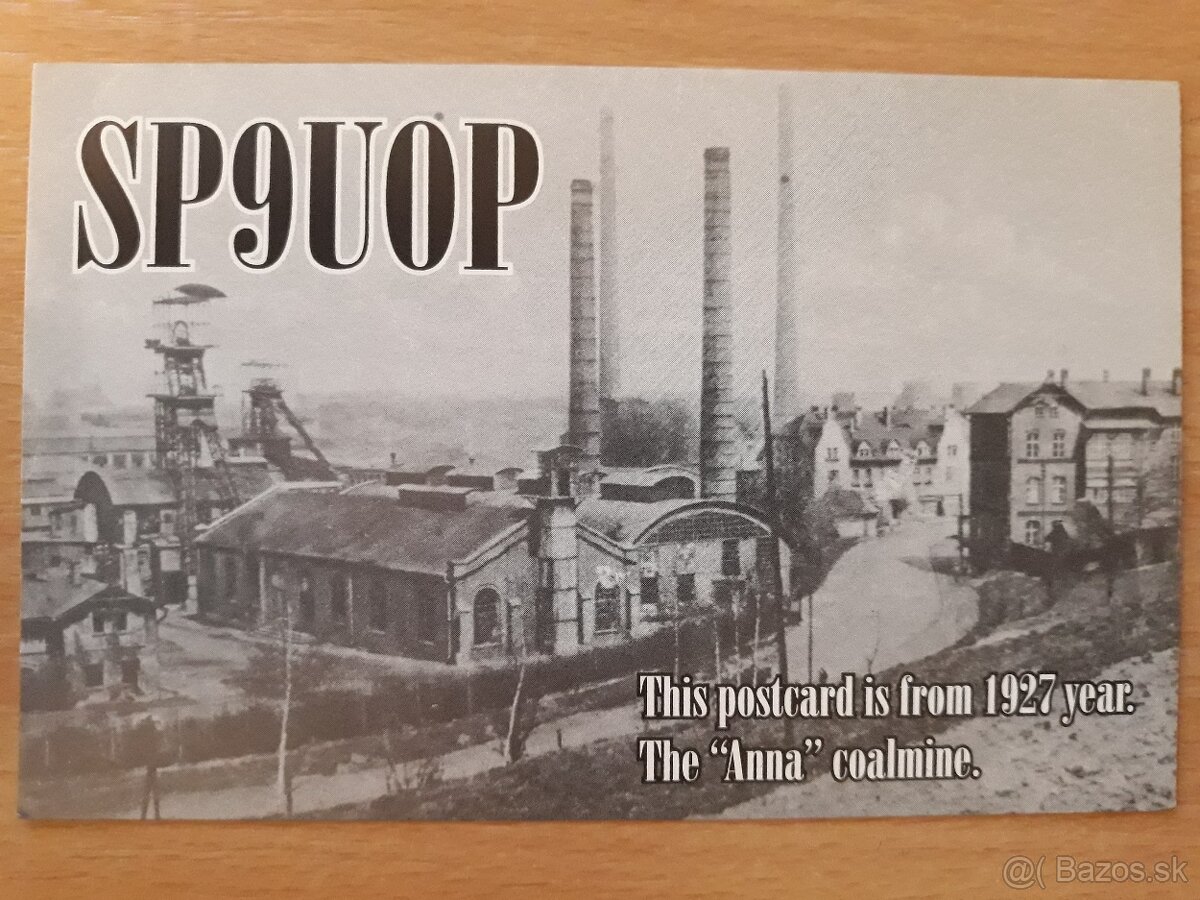 SP9UOP
This postcard is from 1927 year.
The “Anna” coalmine.
@( Bazos.sk